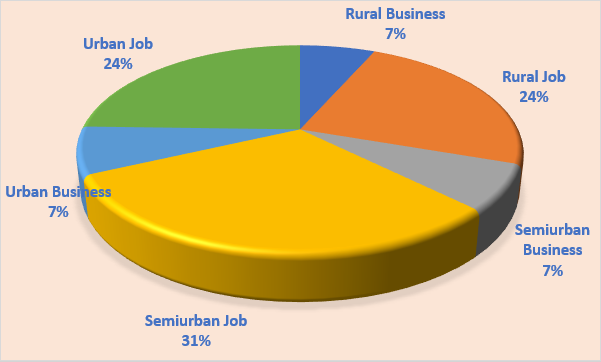 Rural Business
7%
Rural Job
24%
Semiurban
Business
7%
Semiurban Job
31%
Urban Business
7%
Urban Job
24%